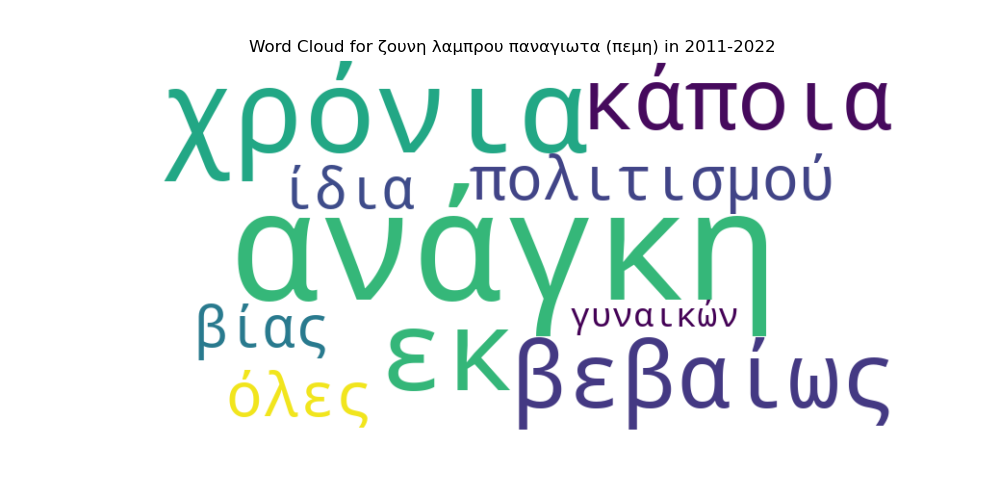 Word Cloud for ζουνη λαμπρου παναγιωτα (πεμη) in 2011-2022
χρόνια κάποια
ίδια πολιτισμού
ανάγκη
βίας εκ γυναικών
όλες βεβαίως